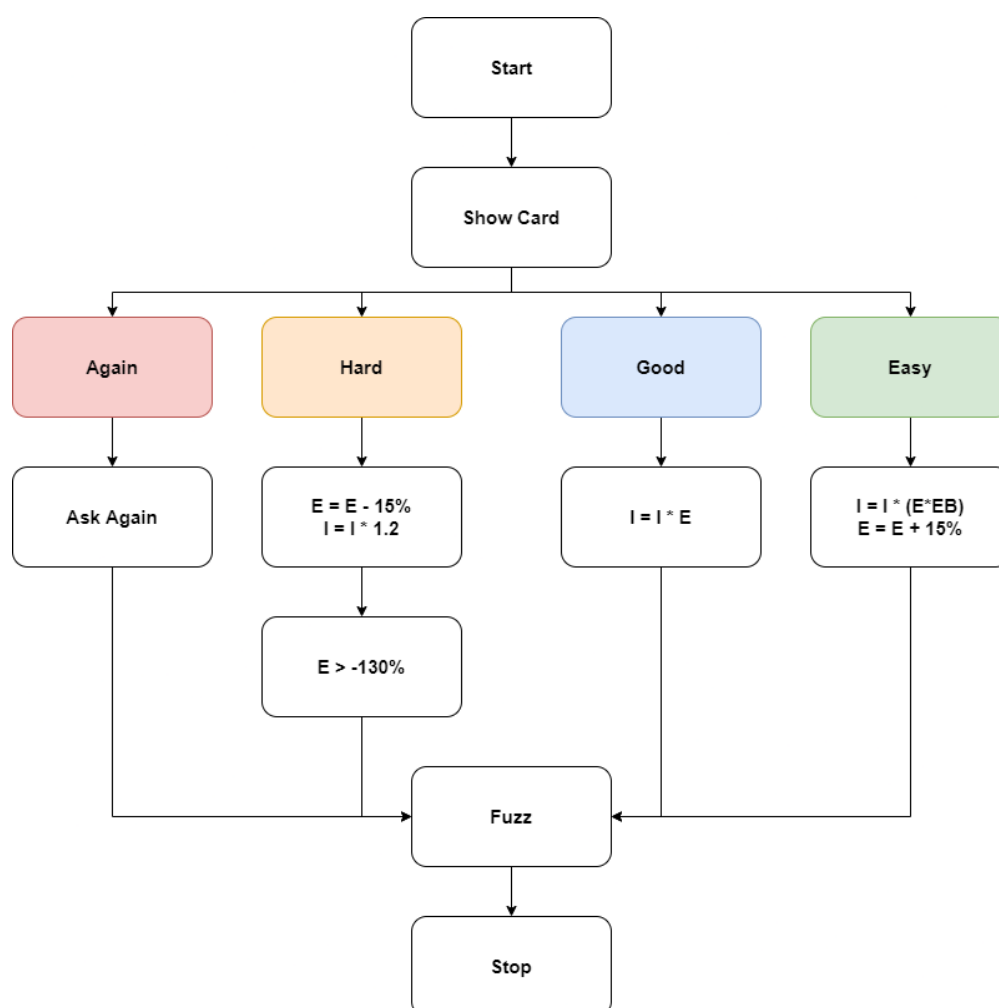 Start
Show Card
Again
Hard
Good
Easy
Ask Again
E = E - 15%
I = I * 1.2
I = I * E
I = I * (E*EB)
E = E + 15%
E > -130%
Fuzz
Stop